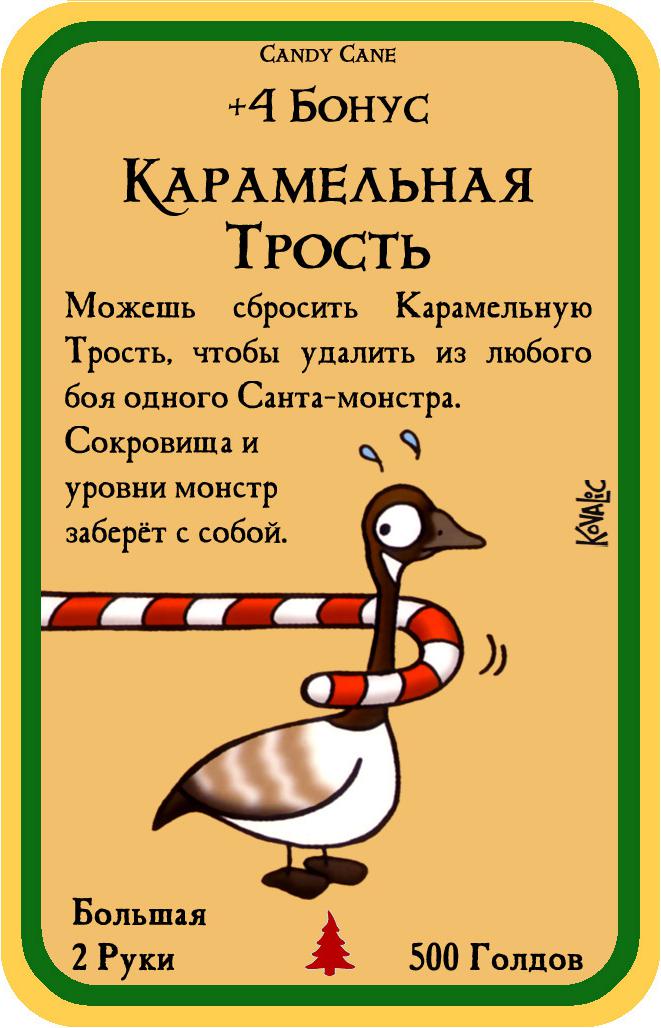 Candy Cane
+4 Бонус
Карамельная
Трость
Можешь сбросить Карамельную
Трость, чтобы удалить из любого
боя одного Санта-монстра.
Сокровища и
уровни монстр
заберёт с собой.
Kovalic
Большая
2 Руки
500 Голдов